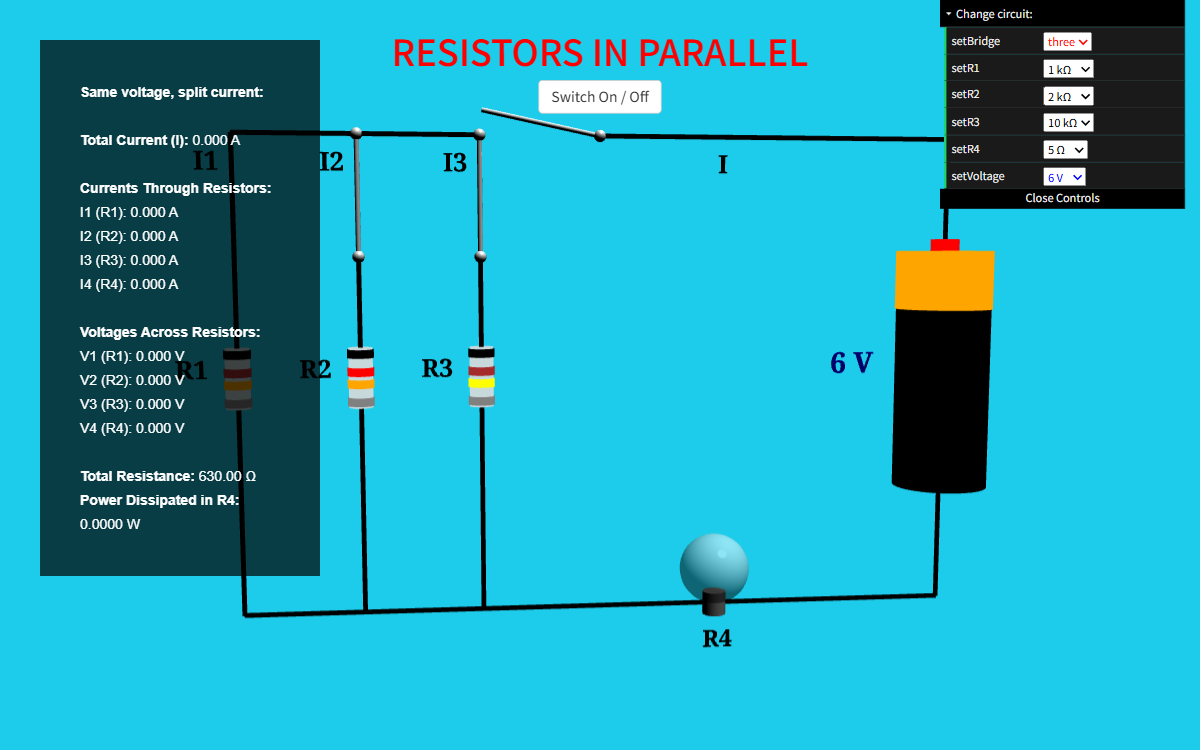 RESISTORS IN PARALLEL
Switch On / Off
Same voltage, split current:
Total Current (I): 0.000 A
Currents Through Resistors:
I1 (R1): 0.000 A
I2 (R2): 0.000 A
I3 (R3): 0.000 A
I4 (R4): 0.000 A
Voltages Across Resistors:
V1 (R1): 0.000 V
V2 (R2): 0.000 V
V3 (R3): 0.000 V
V4 (R4): 0.000 V
Total Resistance: 630.00 Ω
Power Dissipated in R4:
0.0000 W
I1
I2
I3
I
R1
R2
R3
6 V
R4
Change circuit:
setBridge three
setR1 1 kΩ
setR2 2 kΩ
setR3 10 kΩ
setR4 5 Ω
setVoltage 6 V
Close Controls